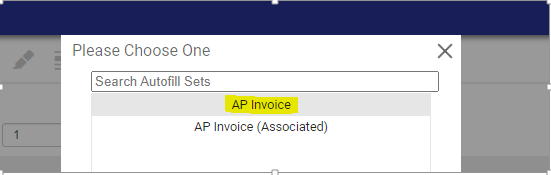 Please Choose One
Search Autofill Sets
AP Invoice
AP Invoice (Associated)
1